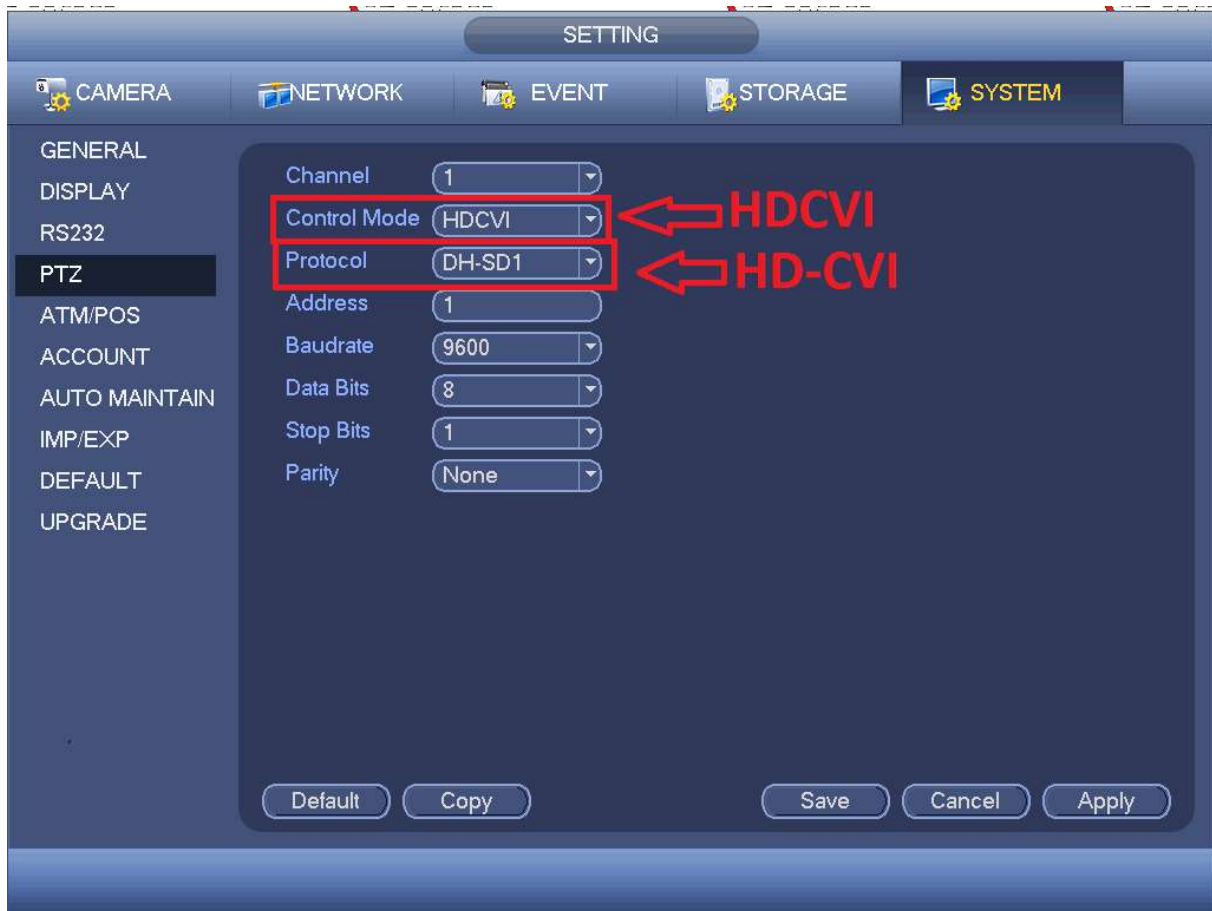 SETTING
CAMERA NETWORK EVENT STORAGE SYSTEM
GENERAL
DISPLAY
RS232
PTZ
ATM/POS
ACCOUNT
AUTO MAINTAIN
IMP/EXP
DEFAULT
UPGRADE
Channel 1
Control Mode HDCVI HDCVI
Protocol DH-SD1 HD-CVI
Address 1
Baudrate 9600
Data Bits 8
Stop Bits 1
Parity None
Default Copy Save Cancel Apply